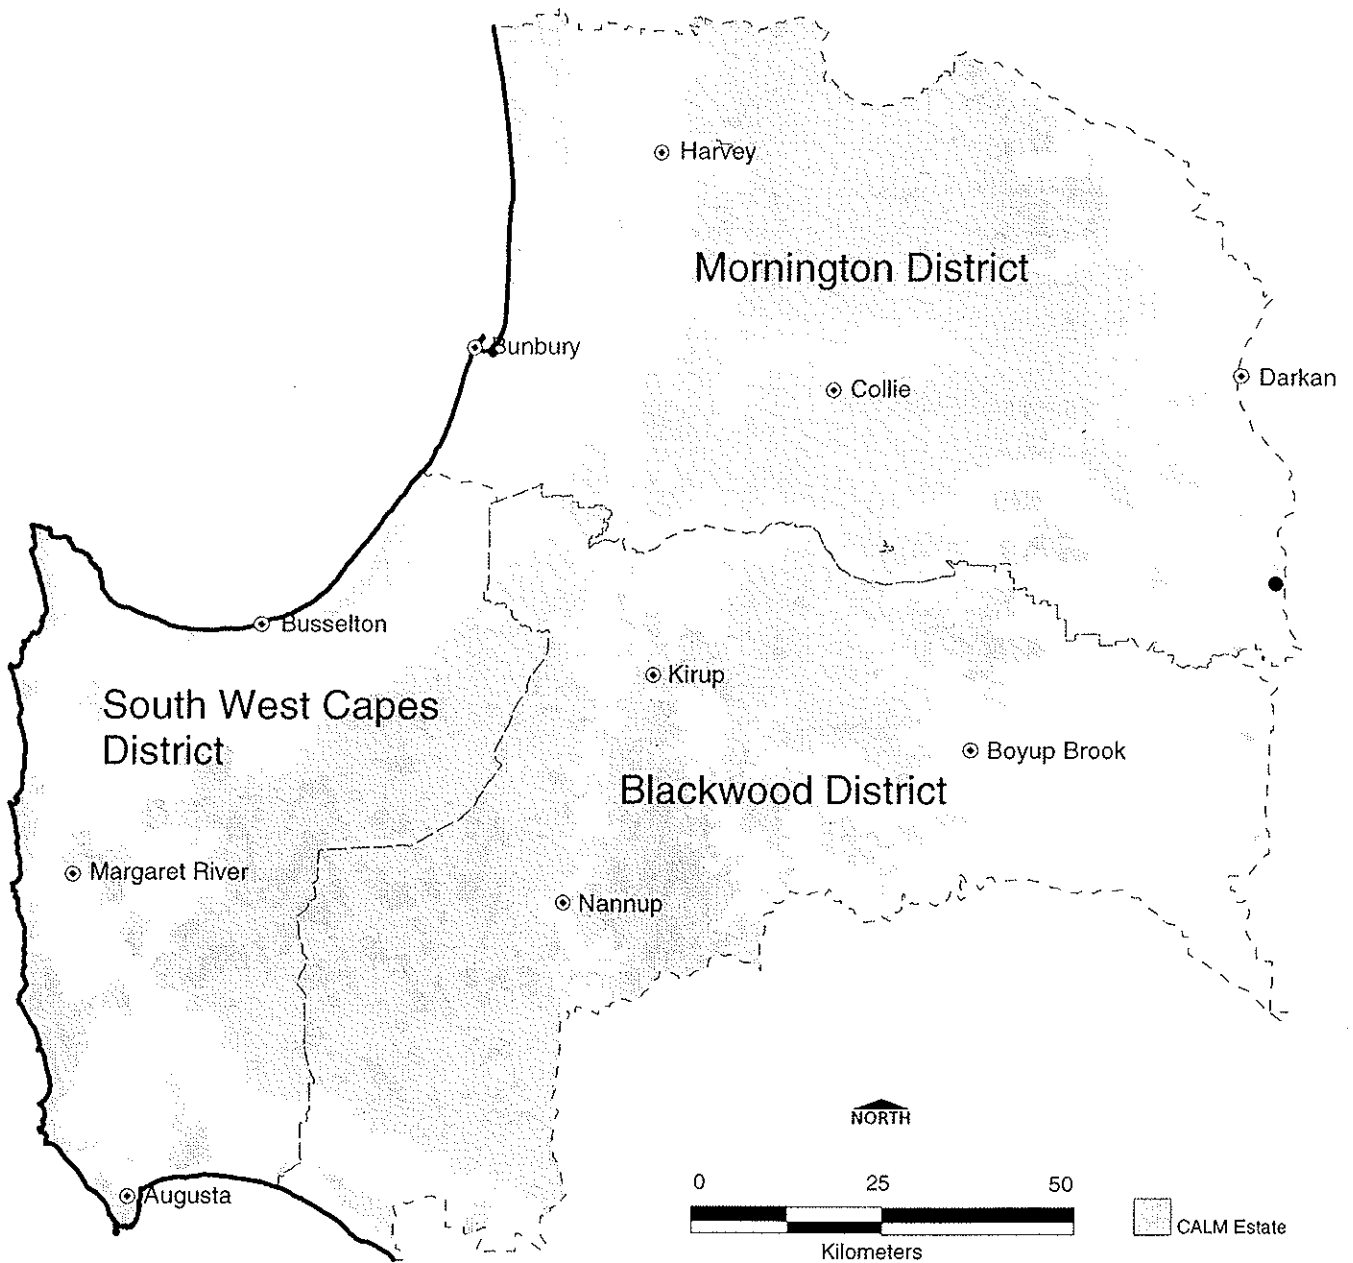 Harvey
Mornington District
Bunbury
Collie
Darkan
Busselton
Kirup
South West Capes
District
Boyup Brook
Blackwood District
Margaret River
Nannup
NORTH
0 25 50
Augusta
CALM Estate
Kilometers